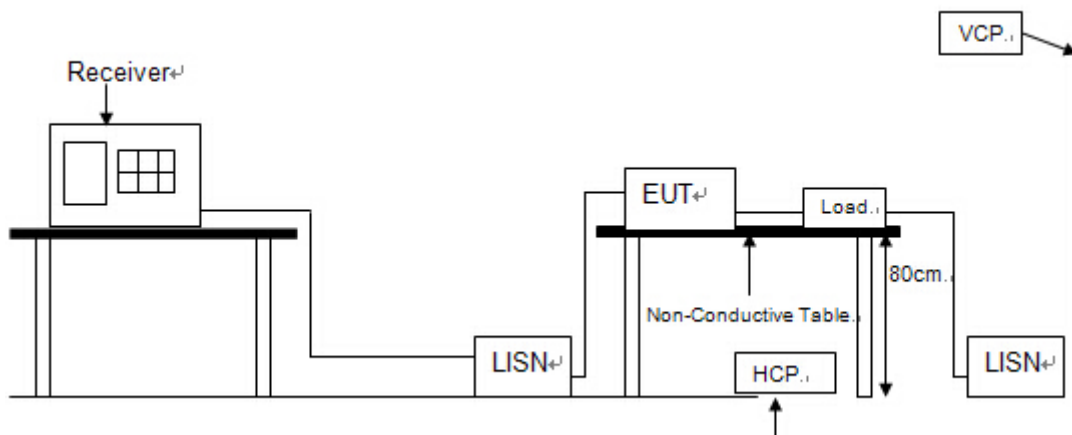 VCP.
Receiver
EUT
Load.
80cm.
Non-Conductive Table.
LISN
HCP.
LISN